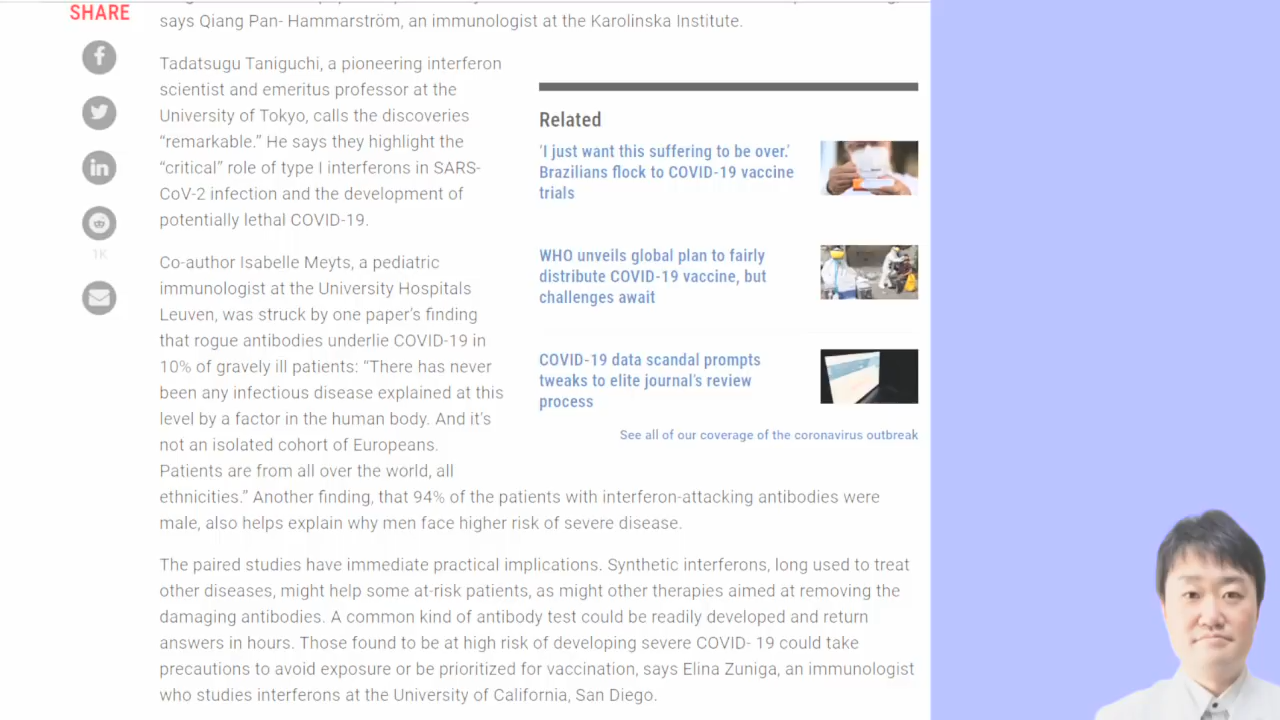 SHARE
says Qiang Pan- Hammarström, an immunologist at the Karolinska Institute.
Tadatsugu Taniguchi, a pioneering interferon
scientist and emeritus professor at the
University of Tokyo, calls the discoveries
“remarkable.” He says they highlight the
“critical” role of type I interferons in SARS-
CoV-2 infection and the development of
potentially lethal COVID-19.
1K
Co-author Isabelle Meyts, a pediatric
immunologist at the University Hospitals
Leuven, was struck by one paper’s finding
that rogue antibodies underlie COVID-19 in
10% of gravely ill patients: “There has never
been any infectious disease explained at this
level by a factor in the human body. And it’s
not an isolated cohort of Europeans.
Patients are from all over the world, all
ethnicities.” Another finding, that 94% of the patients with interferon-attacking antibodies were
male, also helps explain why men face higher risk of severe disease.
Related
‘I just want this suffering to be over.’
Brazilians flock to COVID-19 vaccine
trials
WHO unveils global plan to fairly
distribute COVID-19 vaccine, but
challenges await
COVID-19 data scandal prompts
tweaks to elite journal’s review
process
See all of our coverage of the coronavirus outbreak
The paired studies have immediate practical implications. Synthetic interferons, long used to treat
other diseases, might help some at-risk patients, as might other therapies aimed at removing the
damaging antibodies. A common kind of antibody test could be readily developed and return
answers in hours. Those found to be at high risk of developing severe COVID- 19 could take
precautions to avoid exposure or be prioritized for vaccination, says Elina Zuniga, an immunologist
who studies interferons at the University of California, San Diego.